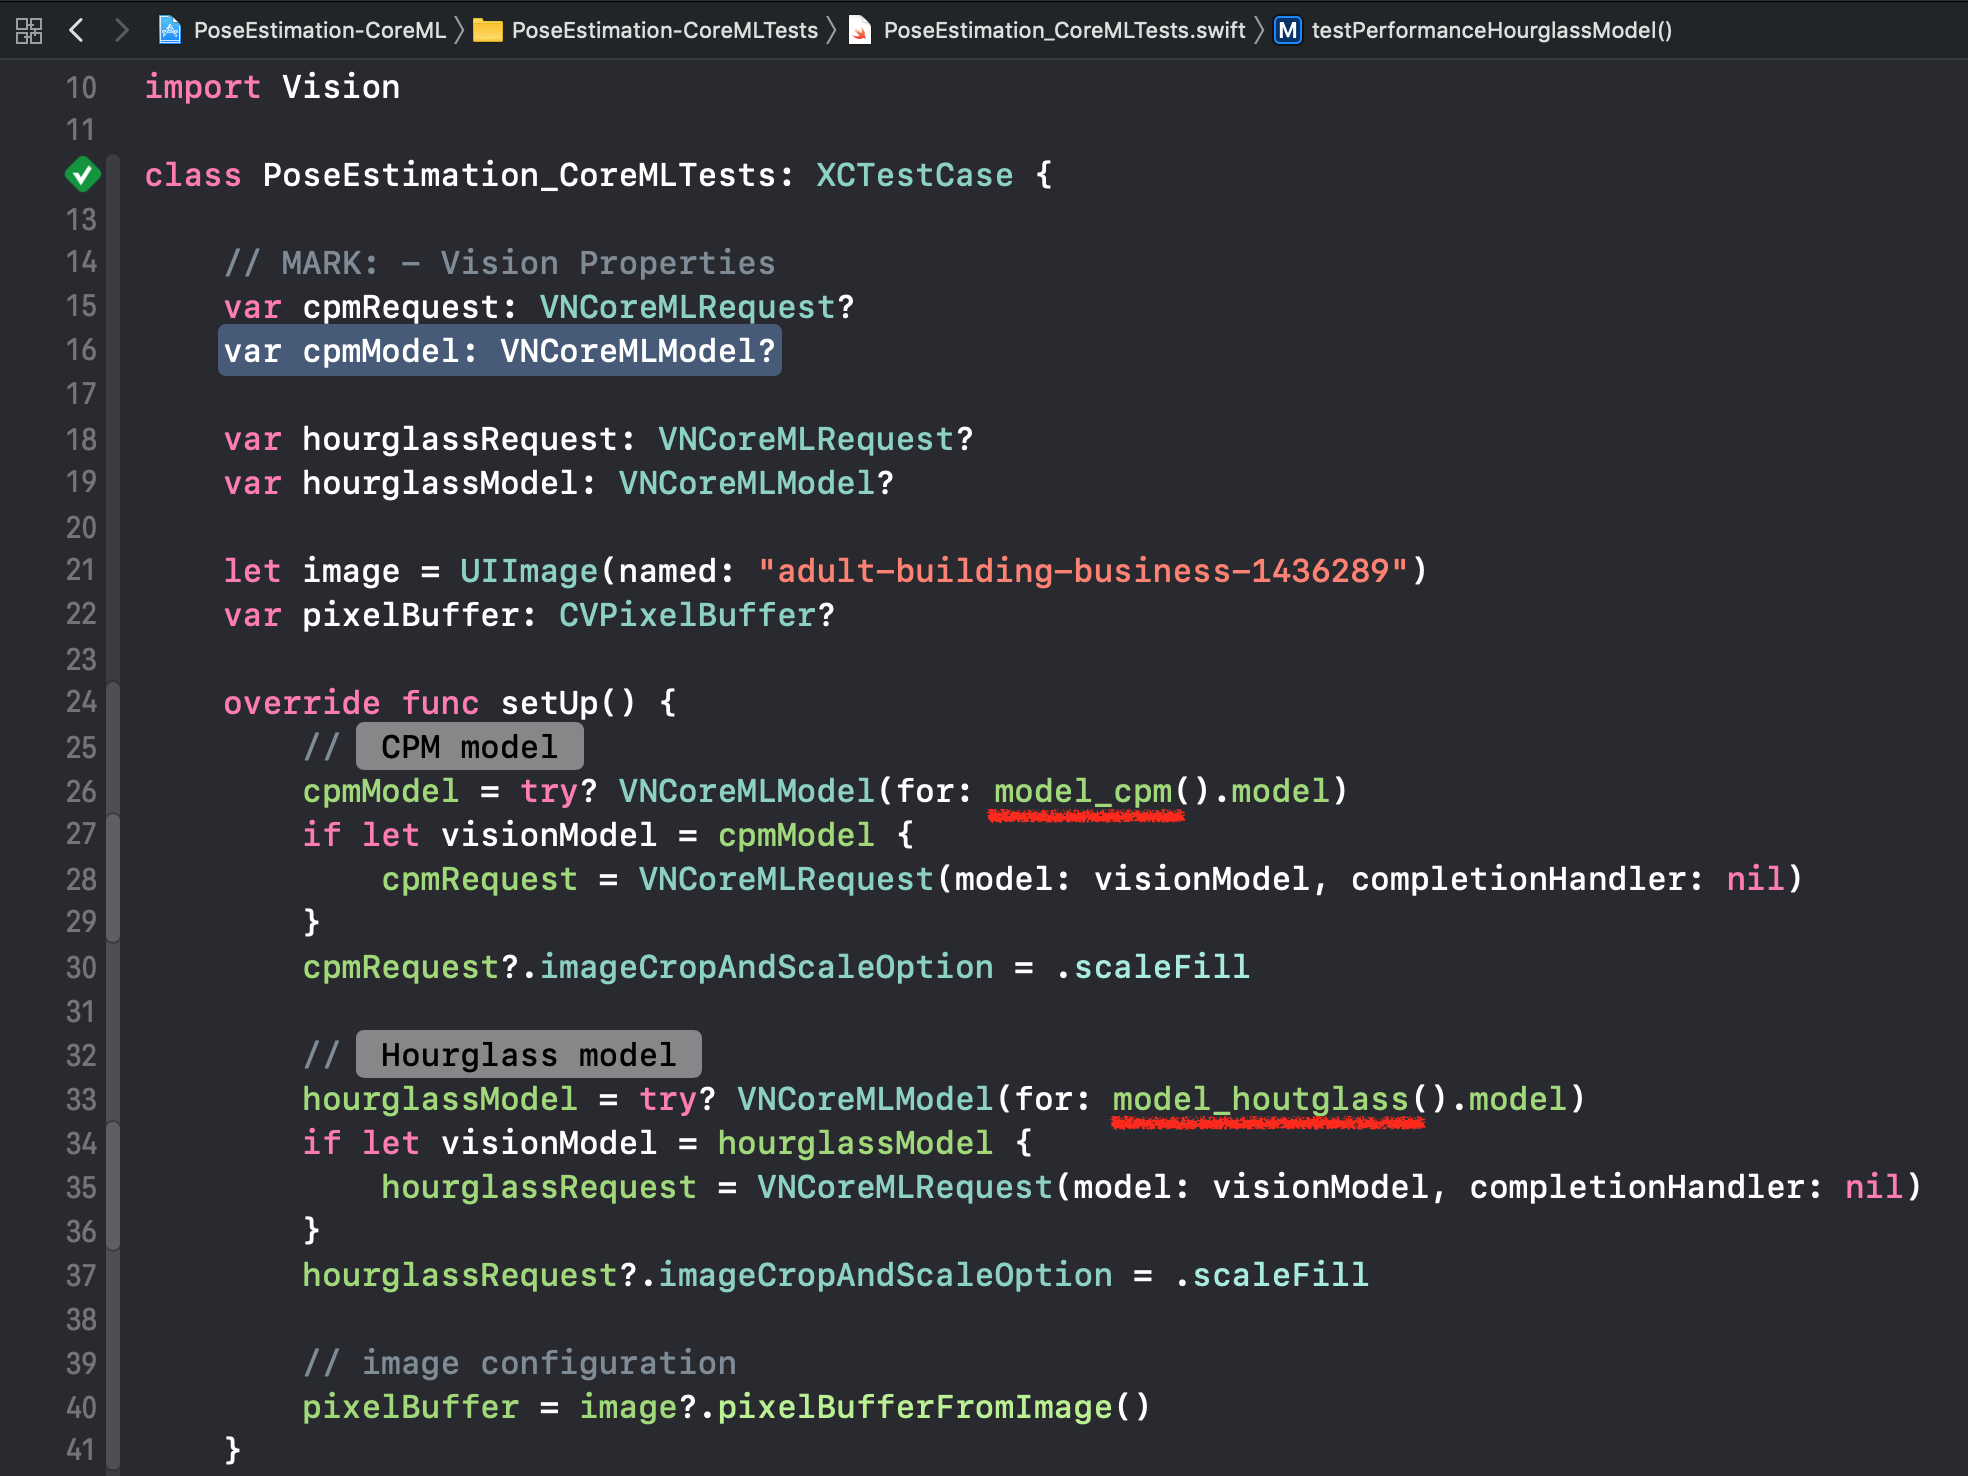 PoseEstimation-CoreML PoseEstimation-CoreMLTests PoseEstimation_CoreMLTests.swift M testPerformanceHourglassModel()
10 import Vision
11
class PoseEstimation_CoreMLTests: XCTestCase {
13
14 // MARK: - Vision Properties
15 var cpmRequest: VNCoreMLRequest?
16 var cpmModel: VNCoreMLModel?
17
18 var hourglassRequest: VNCoreMLRequest?
19 var hourglassModel: VNCoreMLModel?
20
21 let image = UIImage(named: "adult-building-business-1436289")
22 var pixelBuffer: CVPixelBuffer?
23
24 override func setUp() {
25 // CPM model
26 cpmModel = try? VNCoreMLModel(for: model_cpm().model)
27 if let visionModel = cpmModel {
28 cpmRequest = VNCoreMLRequest(model: visionModel, completionHandler: nil)
29 }
30 cpmRequest?.imageCropAndScaleOption = .scaleFill
31
32 // Hourglass model
33 hourglassModel = try? VNCoreMLModel(for: model_houtglass().model)
34 if let visionModel = hourglassModel {
35 hourglassRequest = VNCoreMLRequest(model: visionModel, completionHandler: nil)
36 }
37 hourglassRequest?.imageCropAndScaleOption = .scaleFill
38
39 // image configuration
40 pixelBuffer = image?.pixelBufferFromImage()
41 }